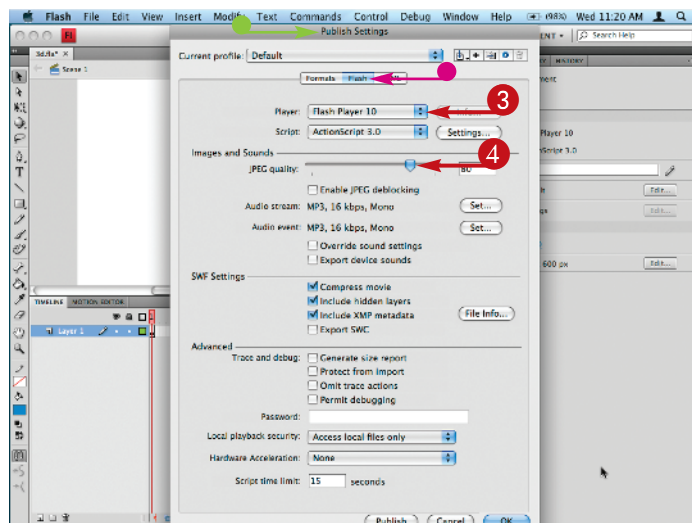 Flash File Edit View Insert Modify Text Commands Control Debug Window Help (98%) Wed 11:20 AM
Publish Settings
Search Help
3d.fla* ×
Current profile: Default
HISTORY
Scene 1
Formats Flash
3
Player: Flash Player 10
Player 10
Script: ActionScript 3.0 Settings...
4
Images and Sounds
JPEG quality: 80
Enable JPEG deblocking
Edit...
Audio stream: MP3, 16 kbps, Mono Set...
Edit...
Audio event: MP3, 16 kbps, Mono Set...
Override sound settings
Export device sounds
600 px Edit...
SWF Settings
Compress movie
TIMELINE MOTION EDITOR
Include hidden layers
Include XMP metadata File Info...
Layer 1
Export SWC
Advanced
Trace and debug: Generate size report
Protect from import
Omit trace actions
Permit debugging
Password:
Local playback security: Access local files only
Hardware Acceleration: None
Script time limit: 15 seconds
Publish Cancel OK